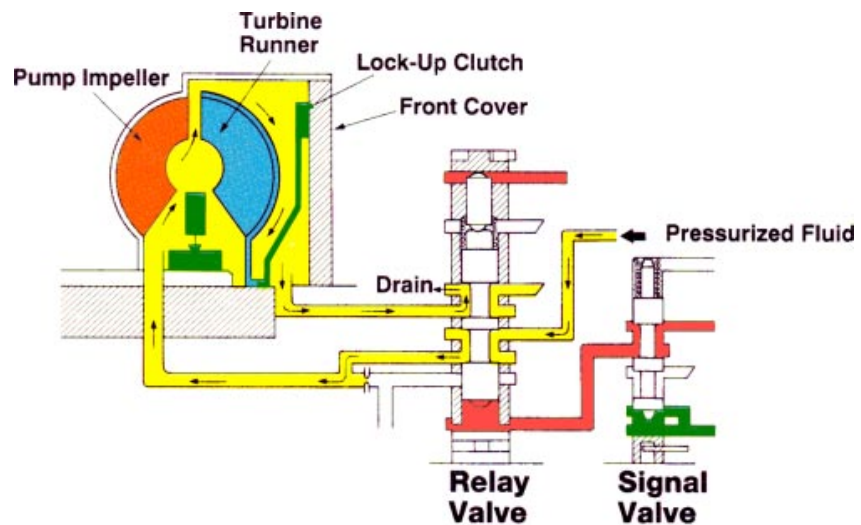 Turbine
Runner
Pump Impeller
Lock-Up Clutch
Front Cover
Pressurized Fluid
Drain
Relay
Valve
Signal
Valve